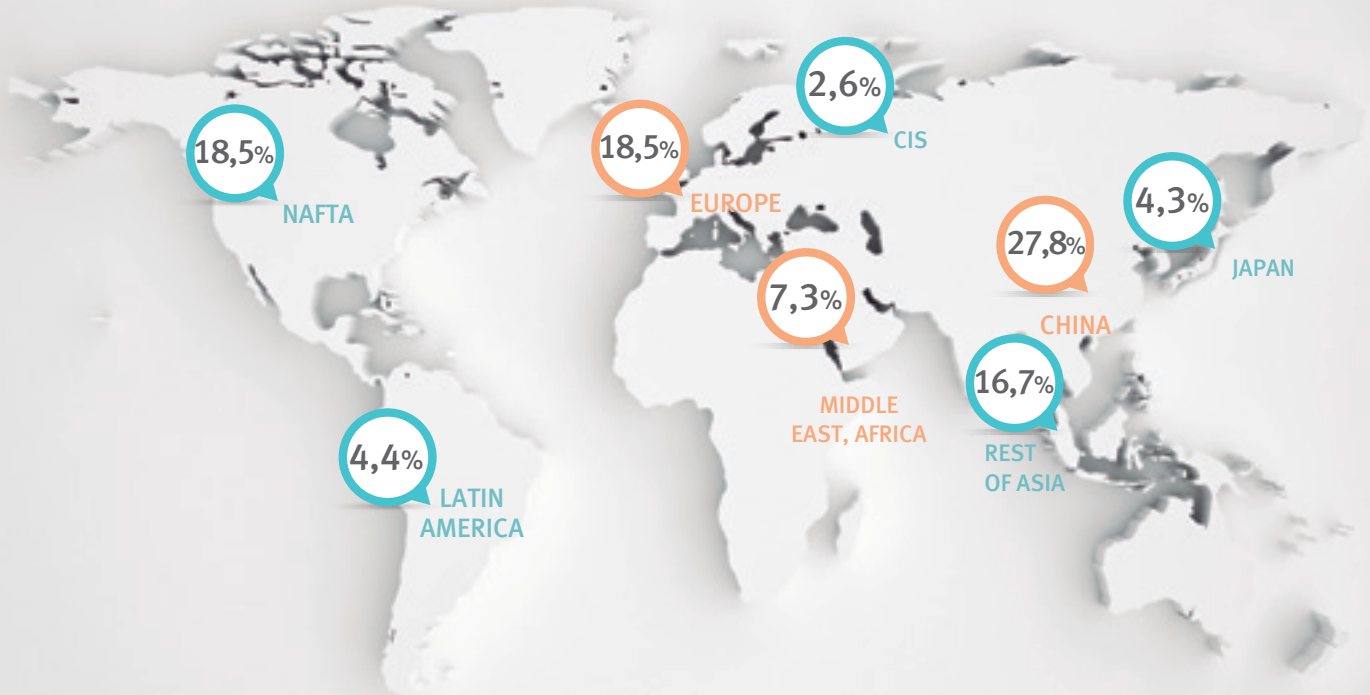 2,6%
CIS
18,5%
NAFTA
18,5%
EUROPE
4,3%
JAPAN
27,8%
CHINA
7,3%
MIDDLE
EAST, AFRICA
16,7%
REST
OF ASIA
4,4%
LATIN
AMERICA